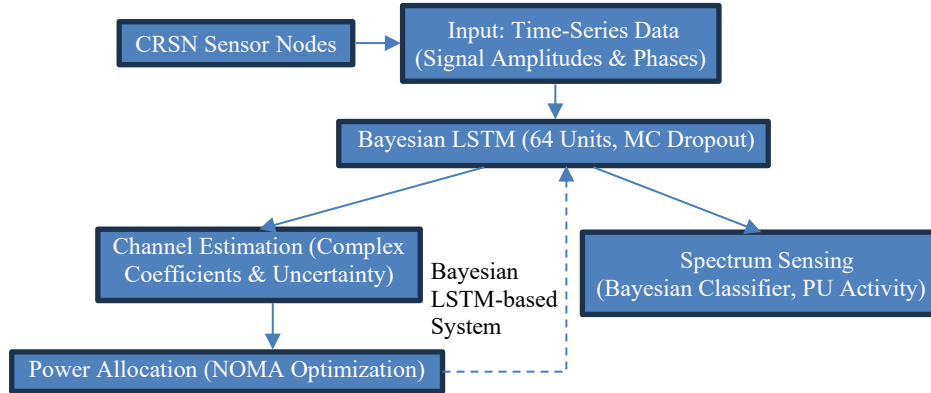 CRSN Sensor Nodes
Input: Time-Series Data
(Signal Amplitudes & Phases)
Bayesian LSTM (64 Units, MC Dropout)
Channel Estimation (Complex
Coefficients & Uncertainty)
Bayesian
LSTM-based
System
Spectrum Sensing
(Bayesian Classifier, PU Activity)
Power Allocation (NOMA Optimization)